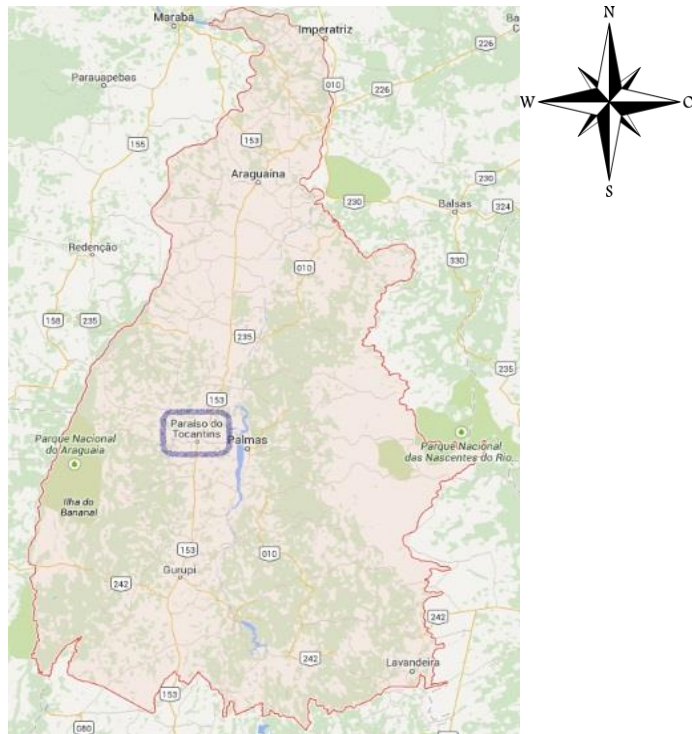 Marabá
Imperatriz
Ba
C
226
Parauapebas
010
226
N
W
O
S
155
153
Araguaína
230
230
Balsas
324
Redenção
010
330
158
235
235
235
153
Paraíso do
Tocantins
Palmas
Parque Nacional
do Araguaia
Parque Nacional
das Nascentes do Rio...
Ilha do
Bananal
153
010
Gurupi
242
242
242
Lavandeira
153
080